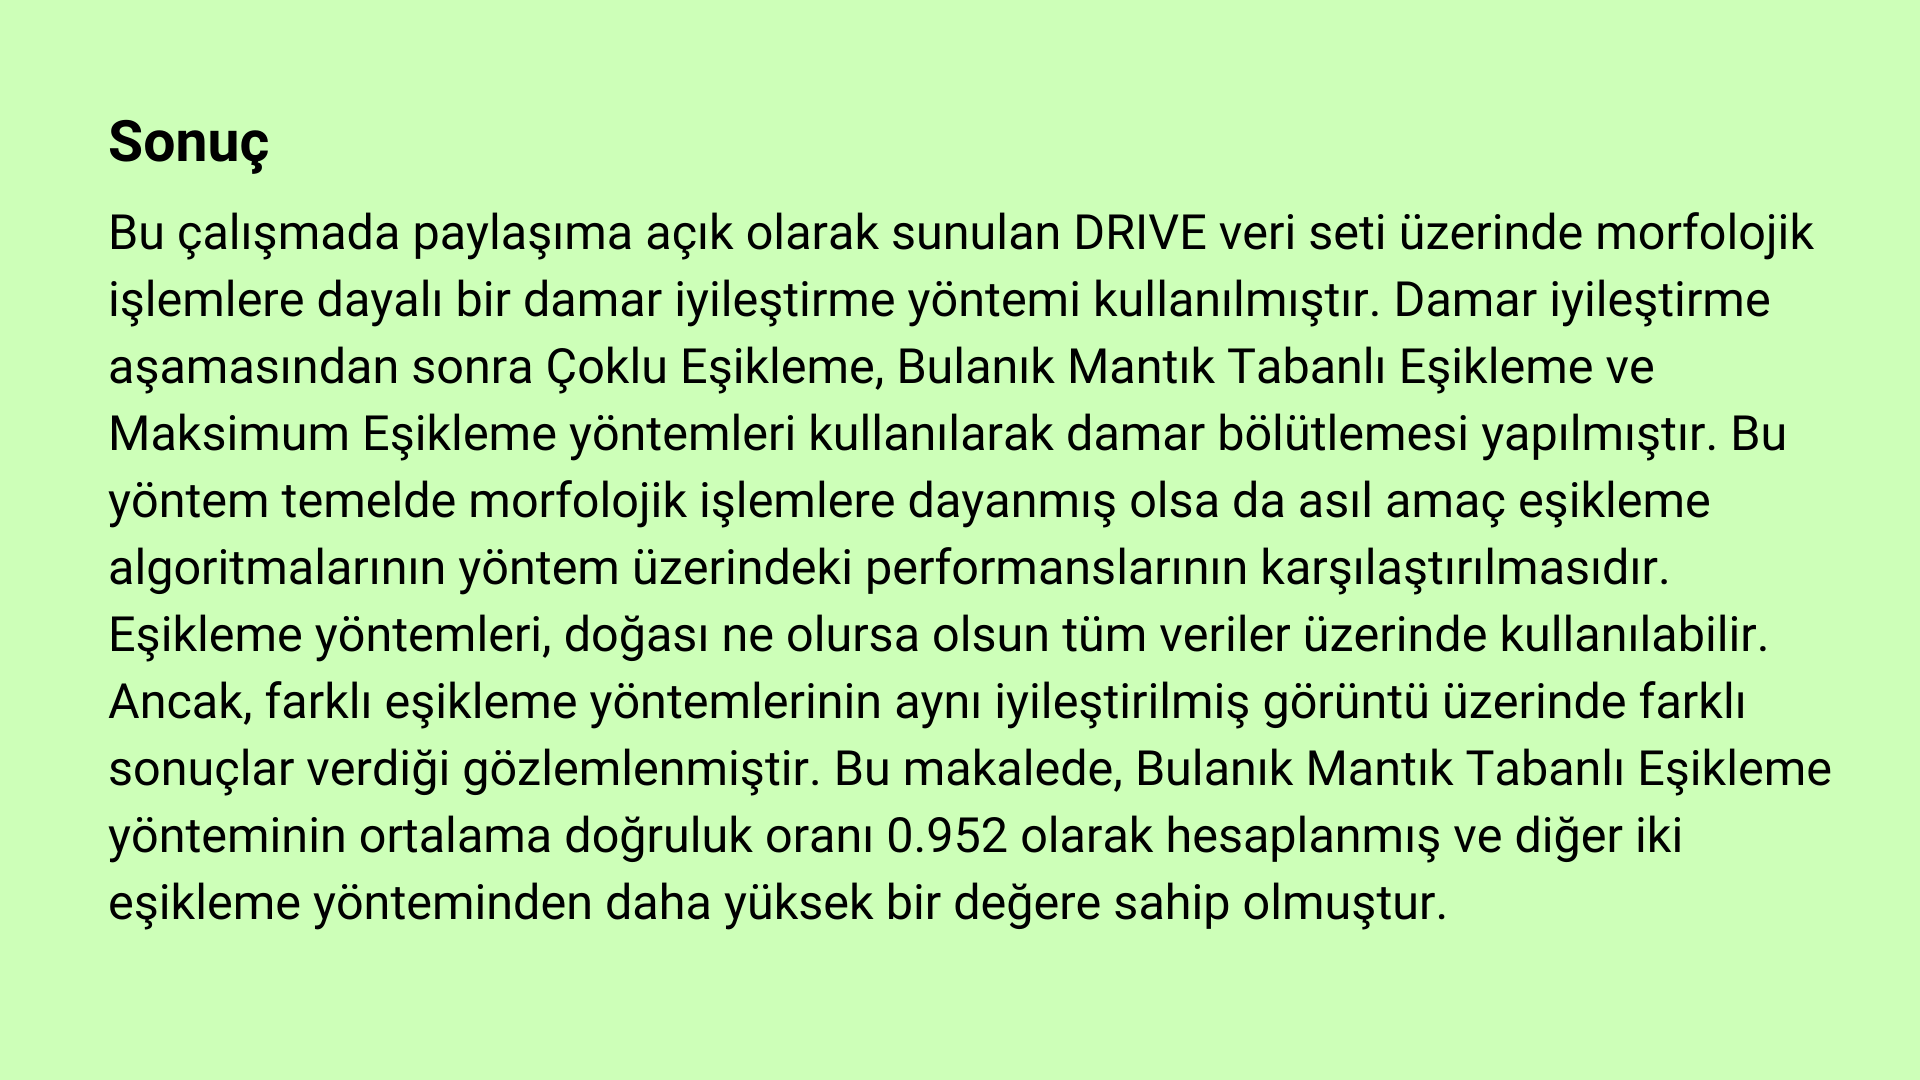 Sonuç
Bu çalışmada paylaşıma açık olarak sunulan DRIVE veri seti üzerinde morfolojik
işlemlere dayalı bir damar iyileştirme yöntemi kullanılmıştır. Damar iyileştirme
aşamasından sonra Çoklu Eşikleme, Bulanık Mantık Tabanlı Eşikleme ve
Maksimum Eşikleme yöntemleri kullanılarak damar bölütlemesi yapılmıştır. Bu
yöntem temelde morfolojik işlemlere dayanmış olsa da asıl amaç eşikleme
algoritmalarının yöntem üzerindeki performanslarının karşılaştırılmasıdır.
Eşikleme yöntemleri, doğası ne olursa olsun tüm veriler üzerinde kullanılabilir.
Ancak, farklı eşikleme yöntemlerinin aynı iyileştirilmiş görüntü üzerinde farklı
sonuçlar verdiği gözlemlenmiştir. Bu makalede, Bulanık Mantık Tabanlı Eşikleme
yönteminin ortalama doğruluk oranı 0.952 olarak hesaplanmış ve diğer iki
eşikleme yönteminden daha yüksek bir değere sahip olmuştur.